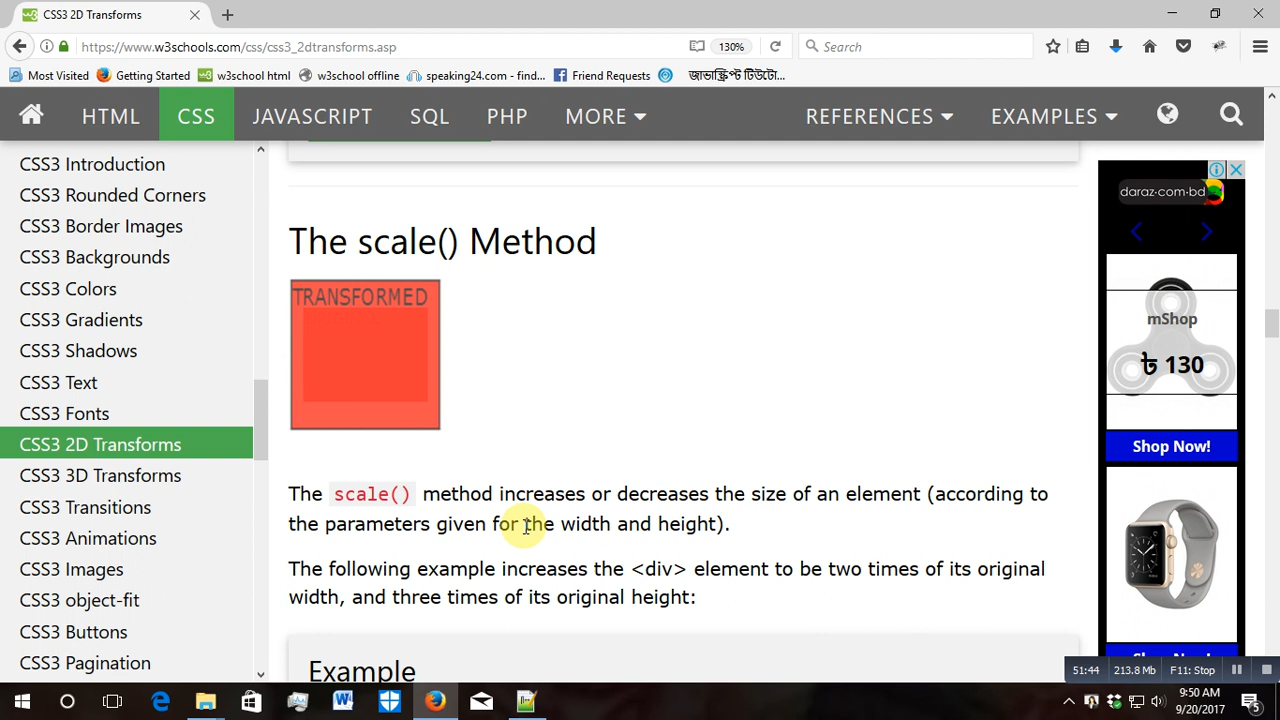 CSS3 2D Transforms
https://www.w3schools.com/css/css3_2dtransforms.asp
130%
Search
Most Visited
Getting Started
w3school html
w3school offline
speaking24.com - find...
Friend Requests
জাভাস্ক্রিপ্ট টিউটো...
HTML
CSS
JAVASCRIPT
SQL
PHP
MORE
REFERENCES
EXAMPLES
CSS3 Introduction
CSS3 Rounded Corners
CSS3 Border Images
CSS3 Backgrounds
CSS3 Colors
CSS3 Gradients
CSS3 Shadows
CSS3 Text
CSS3 Fonts
CSS3 2D Transforms
CSS3 3D Transforms
CSS3 Transitions
CSS3 Animations
CSS3 Images
CSS3 object-fit
CSS3 Buttons
CSS3 Pagination
The scale() Method
TRANSFORMED
The scale() method increases or decreases the size of an element (according to
the parameters given for the width and height).
The following example increases the <div> element to be two times of its original
width, and three times of its original height:
Example
daraz.com.bd
mShop
৳ 130
Shop Now!
Shop Now!
51:44
213.8 Mb
F11: Stop
9:50 AM
9/20/2017
5